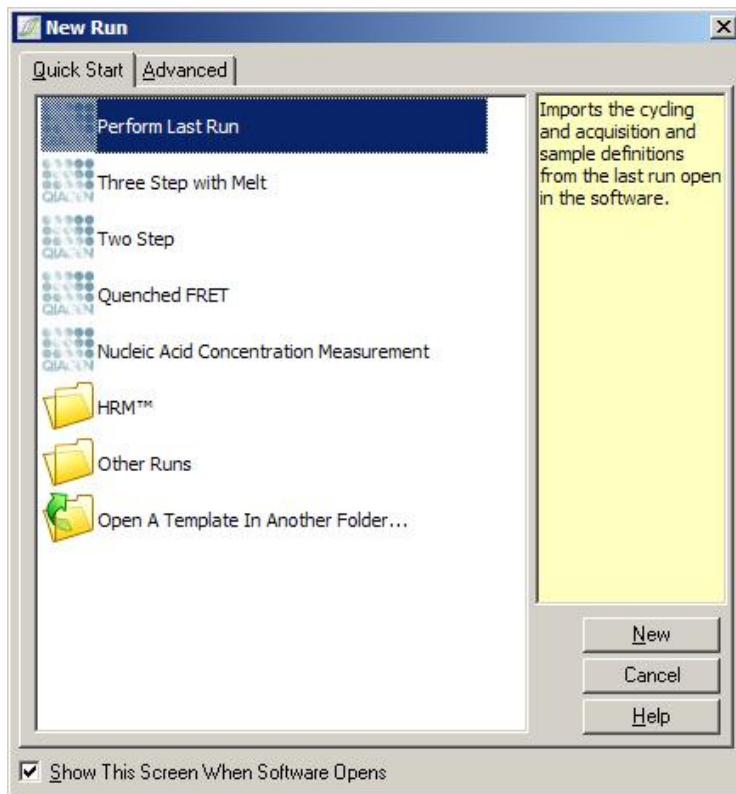 New Run
Quick Start
Advanced
Perform Last Run
Three Step with Melt
Two Step
Quenched FRET
Nucleic Acid Concentration Measurement
HRM™
Other Runs
Open A Template In Another Folder...
Imports the cycling
and acquisition and
sample definitions
from the last run open
in the software.
New
Cancel
Help
Show This Screen When Software Opens